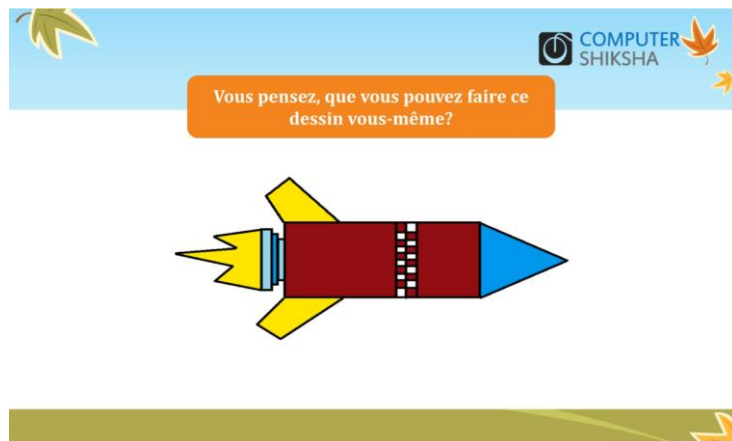 COMPUTER
SHIKSHA
Vous pensez, que vous pouvez faire ce
dessin vous-même?